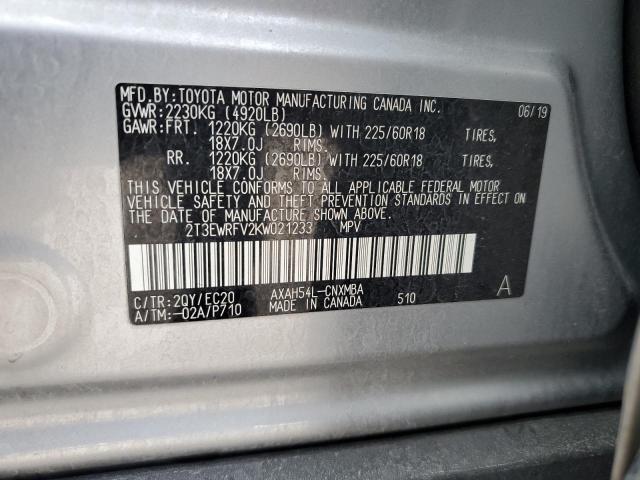 MFD.BY:TOYOTA MOTOR MANUFACTURING CANADA INC. 06/19
GVWR:2230KG (4920LB)
GAWR:FRT. 1220KG (2690LB) WITH 225/60R18 TIRES,
18X7.0J RIMS.
RR. 1220KG (2690LB) WITH 225/60R18 TIRES,
18X7.0J RIMS.
THIS VEHICLE CONFORMS TO ALL APPLICABLE FEDERAL MOTOR
VEHICLE SAFETY AND THEFT PREVENTION STANDARDS IN EFFECT
ON THE DATE OF MANUFACTURE SHOWN ABOVE.
2T3EWRFV2KW021233 MPV
C/TR:2QY/EC20 AXAH54L-CNXMBA A
A/TM:-02A/P710 MADE IN CANADA 510